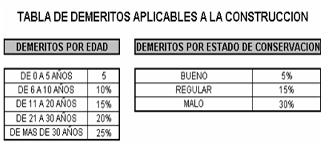 TABLA DE DEMERITOS APLICABLES A LA CONSTRUCCION
DEMERITOS POR EDAD
DE 0 A 5 AÑOS 5
DE 6 A 10 AÑOS 10%
DE 11 A 20 AÑOS 15%
DE 21 A 30 AÑOS 20%
DE MAS DE 30 AÑOS 25%
DEMERITOS POR ESTADO DE CONSERVACION
BUENO 5%
REGULAR 15%
MALO 30%